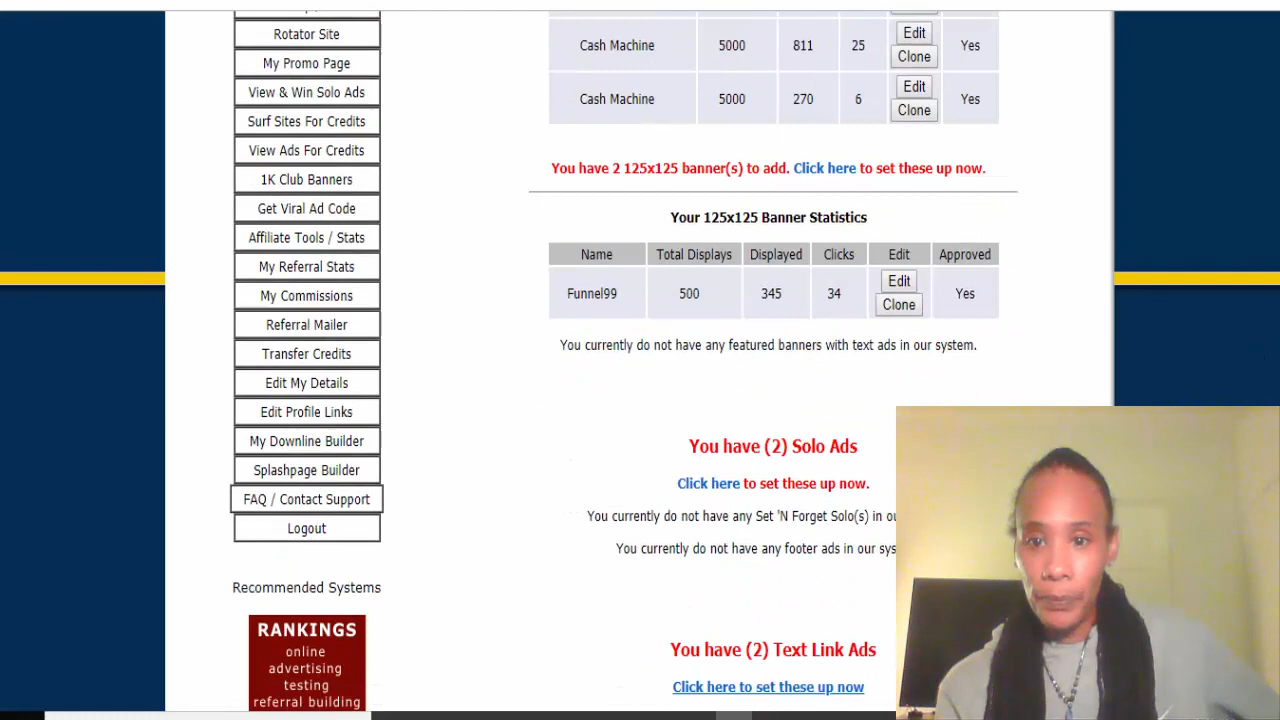 Rotator Site
My Promo Page
View & Win Solo Ads
Surf Sites For Credits
View Ads For Credits
1K Club Banners
Get Viral Ad Code
Affiliate Tools / Stats
My Referral Stats
My Commissions
Referral Mailer
Transfer Credits
Edit My Details
Edit Profile Links
My Downline Builder
Splashpage Builder
FAQ / Contact Support
Logout
Recommended Systems
RANKINGS
online
advertising
testing
referral building
Cash Machine 5000 811 25 Edit Clone Yes
Cash Machine 5000 270 6 Edit Clone Yes
You have 2 125x125 banner(s) to add. Click here to set these up now.
Your 125x125 Banner Statistics
Name Total Displays Displayed Clicks Edit Approved
Funnel99 500 345 34 Edit Clone Yes
You currently do not have any featured banners with text ads in our system.
You have (2) Solo Ads
Click here to set these up now.
You currently do not have any Set 'N Forget Solo(s) in
You currently do not have any footer ads in our
You have (2) Text Link Ads
Click here to set these up now